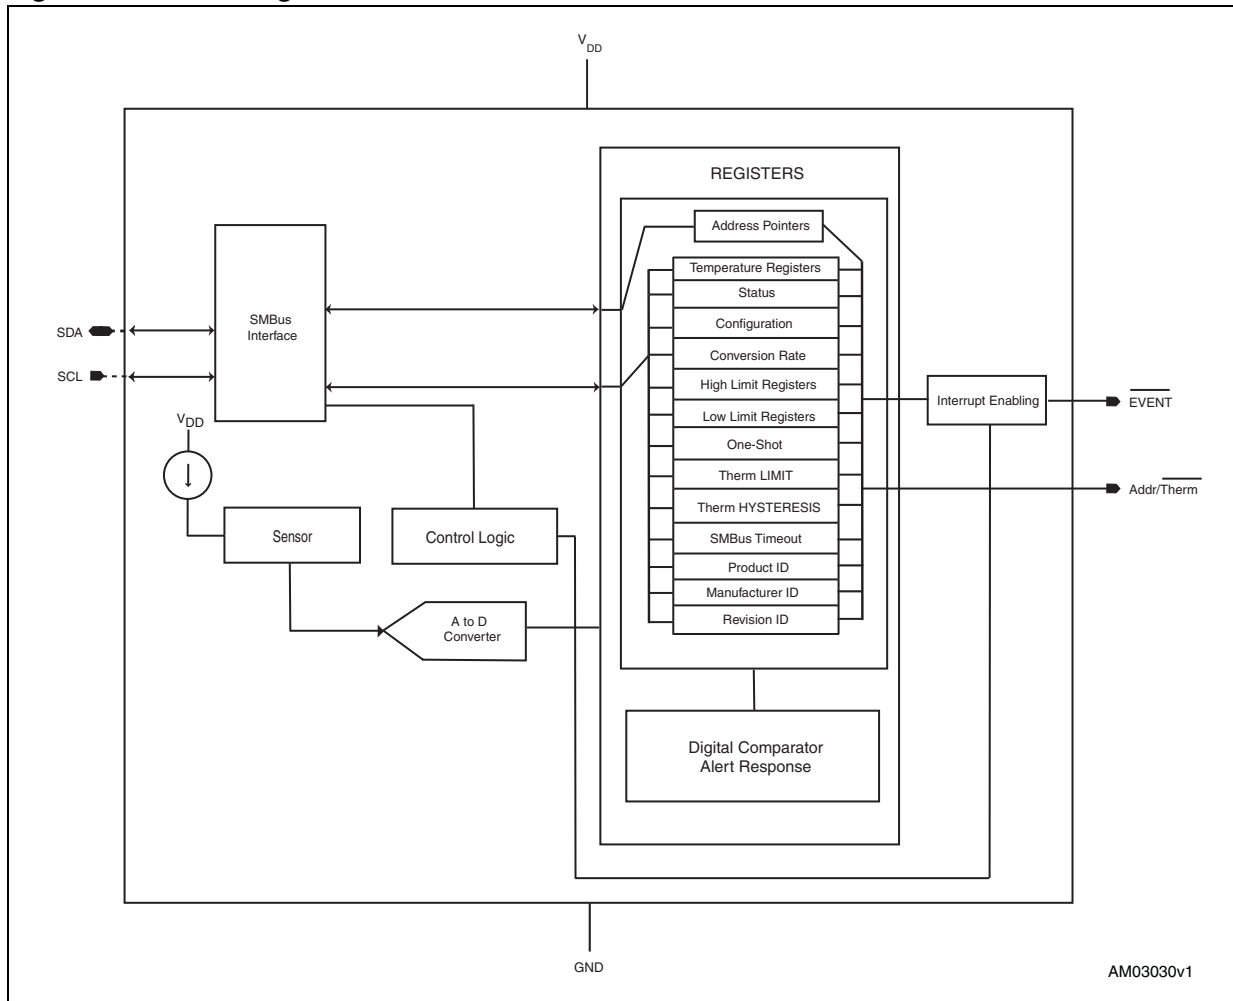 V_DD
REGISTERS
Address Pointers
Temperature Registers
Status
Configuration
Conversion Rate
High Limit Registers
Low Limit Registers
One-Shot
Therm LIMIT
Therm HYSTERESIS
SMBus Timeout
Product ID
Manufacturer ID
Revision ID
SMBus
Interface
SDA
SCL
V_DD
Sensor
Control Logic
A to D
Converter
Digital Comparator
Alert Response
Interrupt Enabling
EVENT
Addr/Therm
GND
AM03030v1